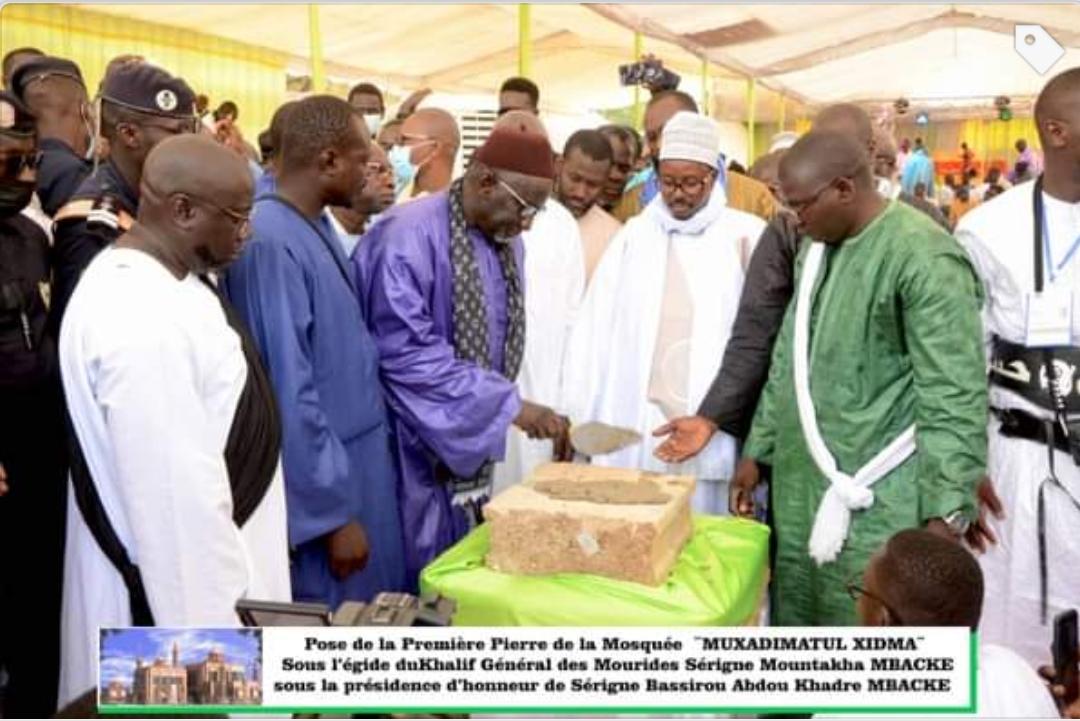 Pose de la Première Pierre de la Mosquée ¨MUXADIMATUL XIDMA¨
Sous l'égide duKhalif Général des Mourides Sérigne Mountakha MBACKE
sous la présidence d'honneur de Sérigne Bassirou Abdou Khadre MBACKE